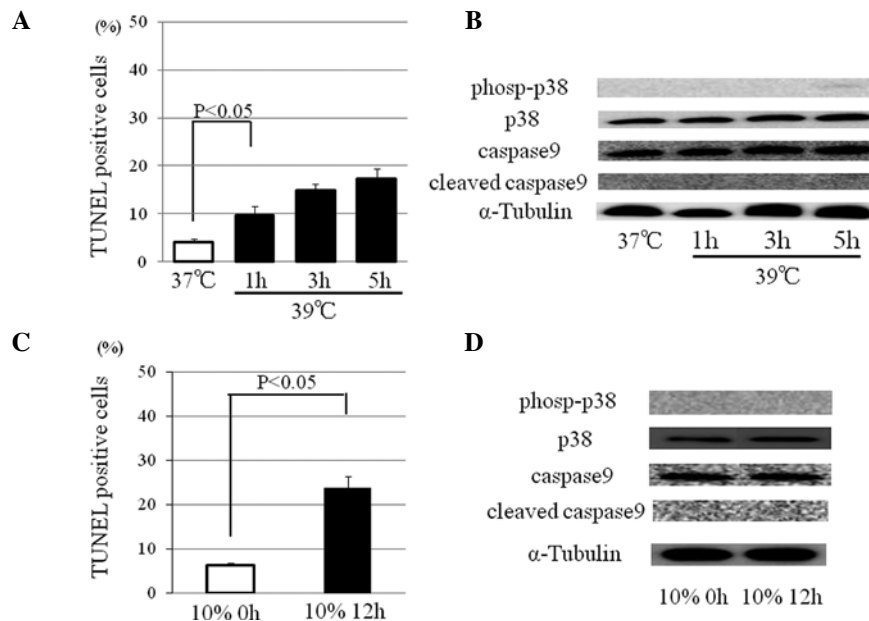 A
(%)
50
40
30
20
10
0
TUNEL positive cells
P<0.05
37℃ 1h 3h 5h
39℃
B
phosp-p38
p38
caspase9
cleaved caspase9
α-Tubulin
37℃ 1h 3h 5h
39℃
C
(%)
50
40
30
20
10
0
TUNEL positive cells
P<0.05
10% 0h 10% 12h
D
phosp-p38
p38
caspase9
cleaved caspase9
α-Tubulin
10% 0h 10% 12h